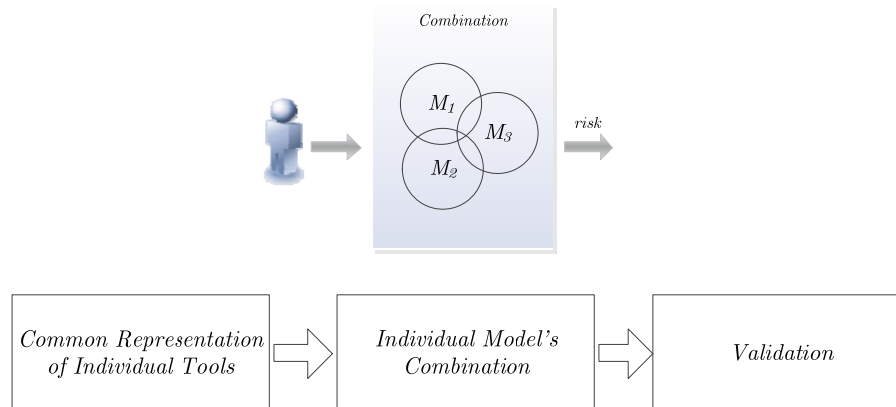 Combination
M1
M3
M2
risk
Common Representation
of Individual Tools
Individual Model's
Combination
Validation